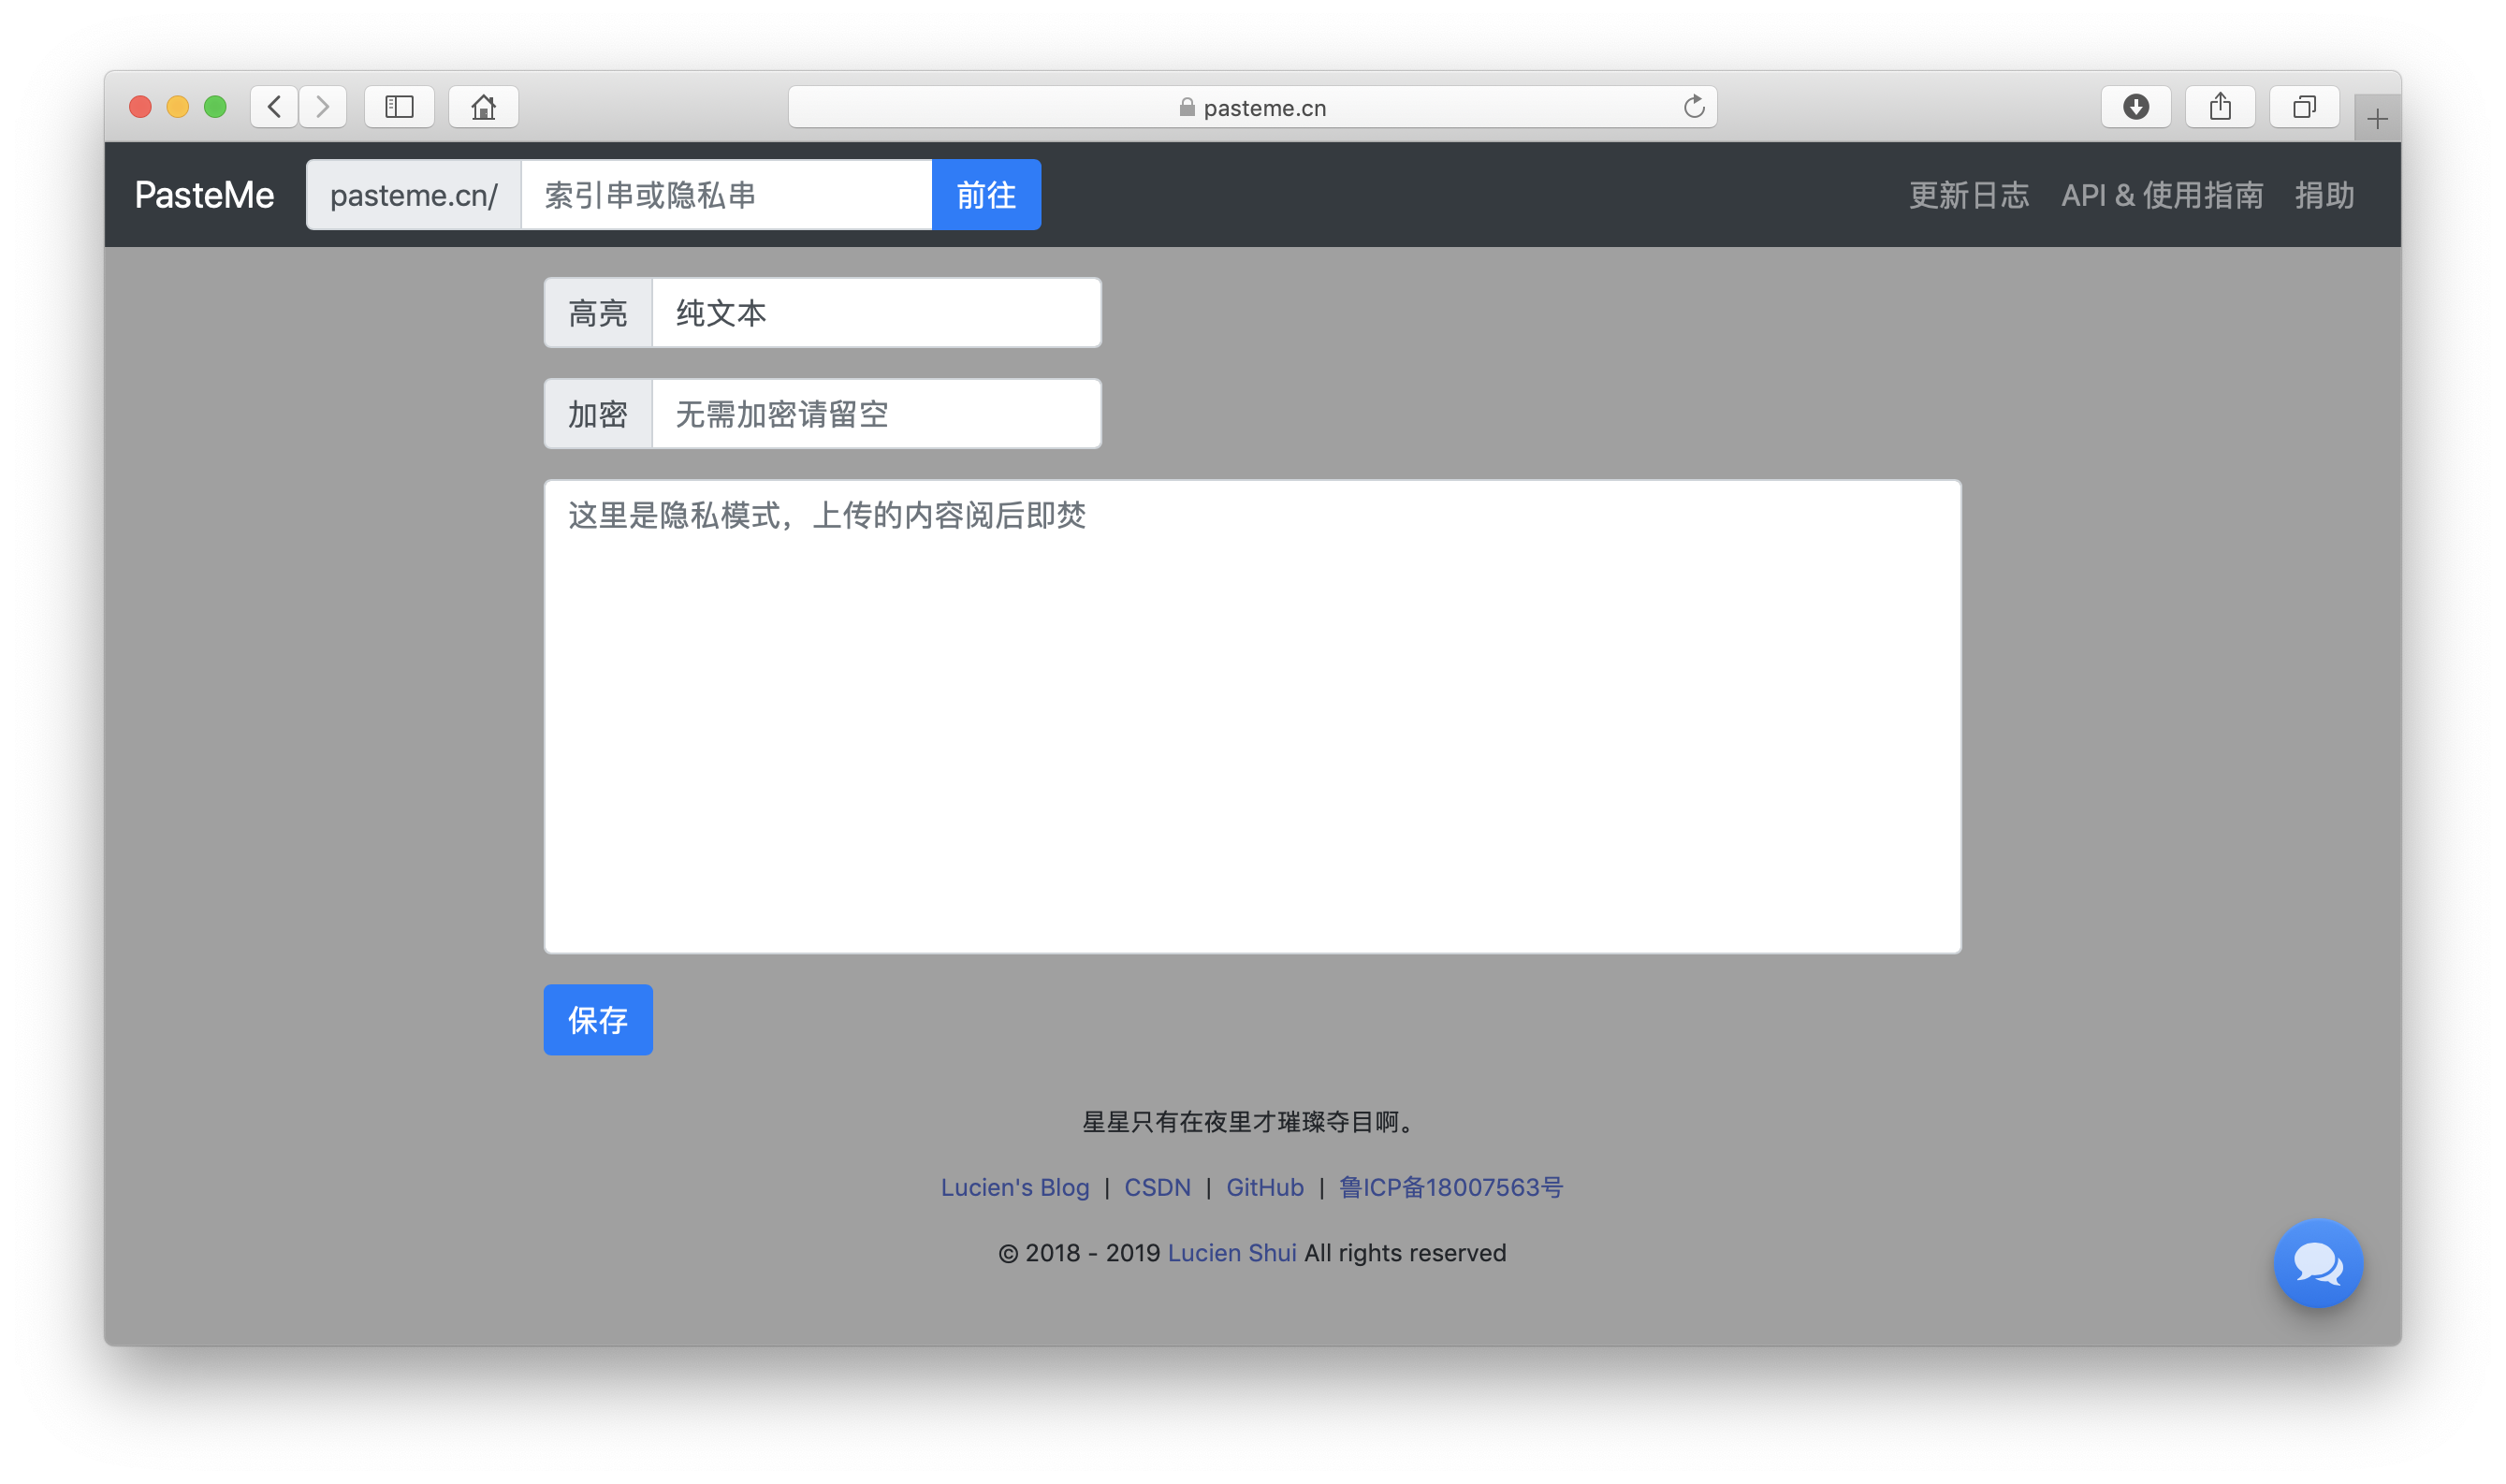 pasteme.cn
PasteMe pasteme.cn/ 索引串或隐私串 前往 更新日志 API & 使用指南 捐助
高亮 纯文本
加密 无需加密请留空
这里是隐私模式，上传的内容阅后即焚
保存
星星只有在夜里才璀璨夺目啊。
Lucien's Blog | CSDN | GitHub | 鲁ICP备18007563号
© 2018 - 2019 Lucien Shui All rights reserved